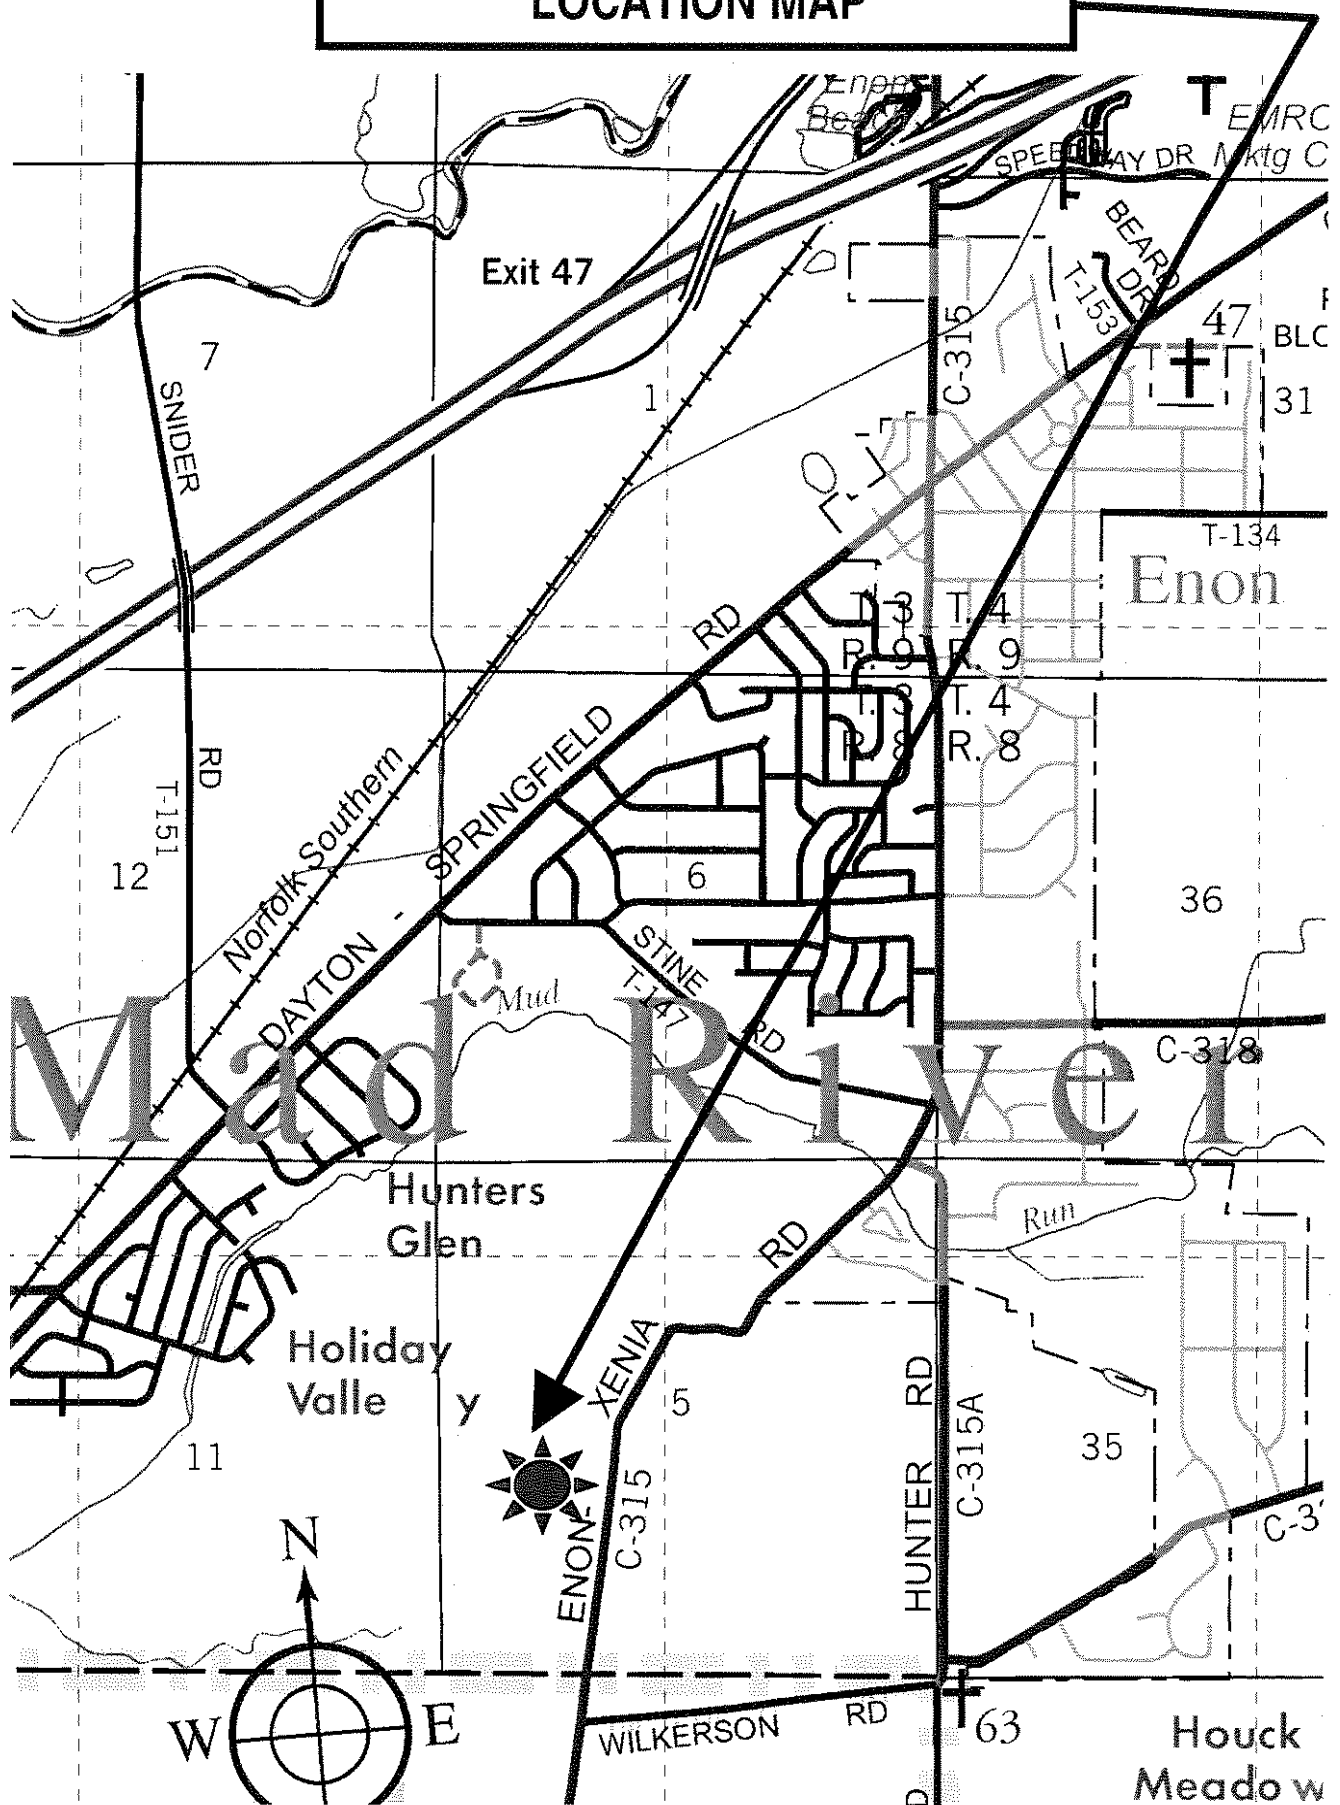 LOCATION MAP
Enon
Beach
EMRO
Mktg C
SPEEDWAY DR
BEARD
DR
T-153
Exit 47
47
BLC
31
7
1
C-315
SNIDER
T-134
Enon
T. 3 T. 4
R. 9 R. 9
T. 3 T. 4
R. 8 R. 8
RD
SPRINGFIELD
RD
T-151
Norfolk Southern
12
6
36
DAYTON -
STINE
T-147
RD
Mud
Mad River
C-318
Hunters
Glen
Run
RD
Holiday
Valle y
XENIA
5
RD
C-315A
35
11
C-315
HUNTER
C-3
ENON-
N
W E
WILKERSON RD
63
Houck
Meado w
D